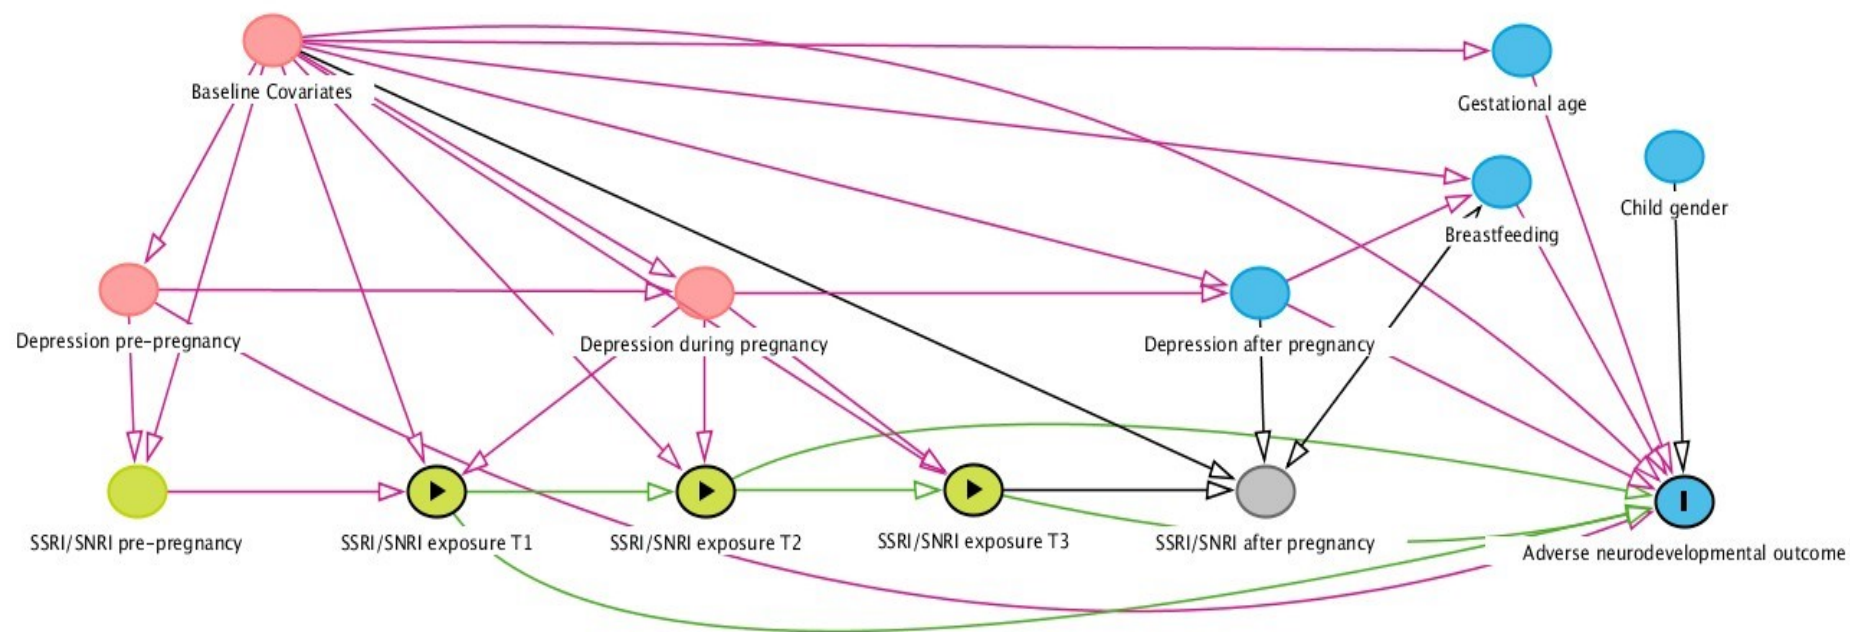 Baseline Covariates
Gestational age
Child gender
Breastfeeding
Depression pre-pregnancy
Depression during pregnancy
Depression after pregnancy
SSRI/SNRI pre-pregnancy
SSRI/SNRI exposure T1
SSRI/SNRI exposure T2
SSRI/SNRI exposure T3
SSRI/SNRI after pregnancy
Adverse neurodevelopmental outcome